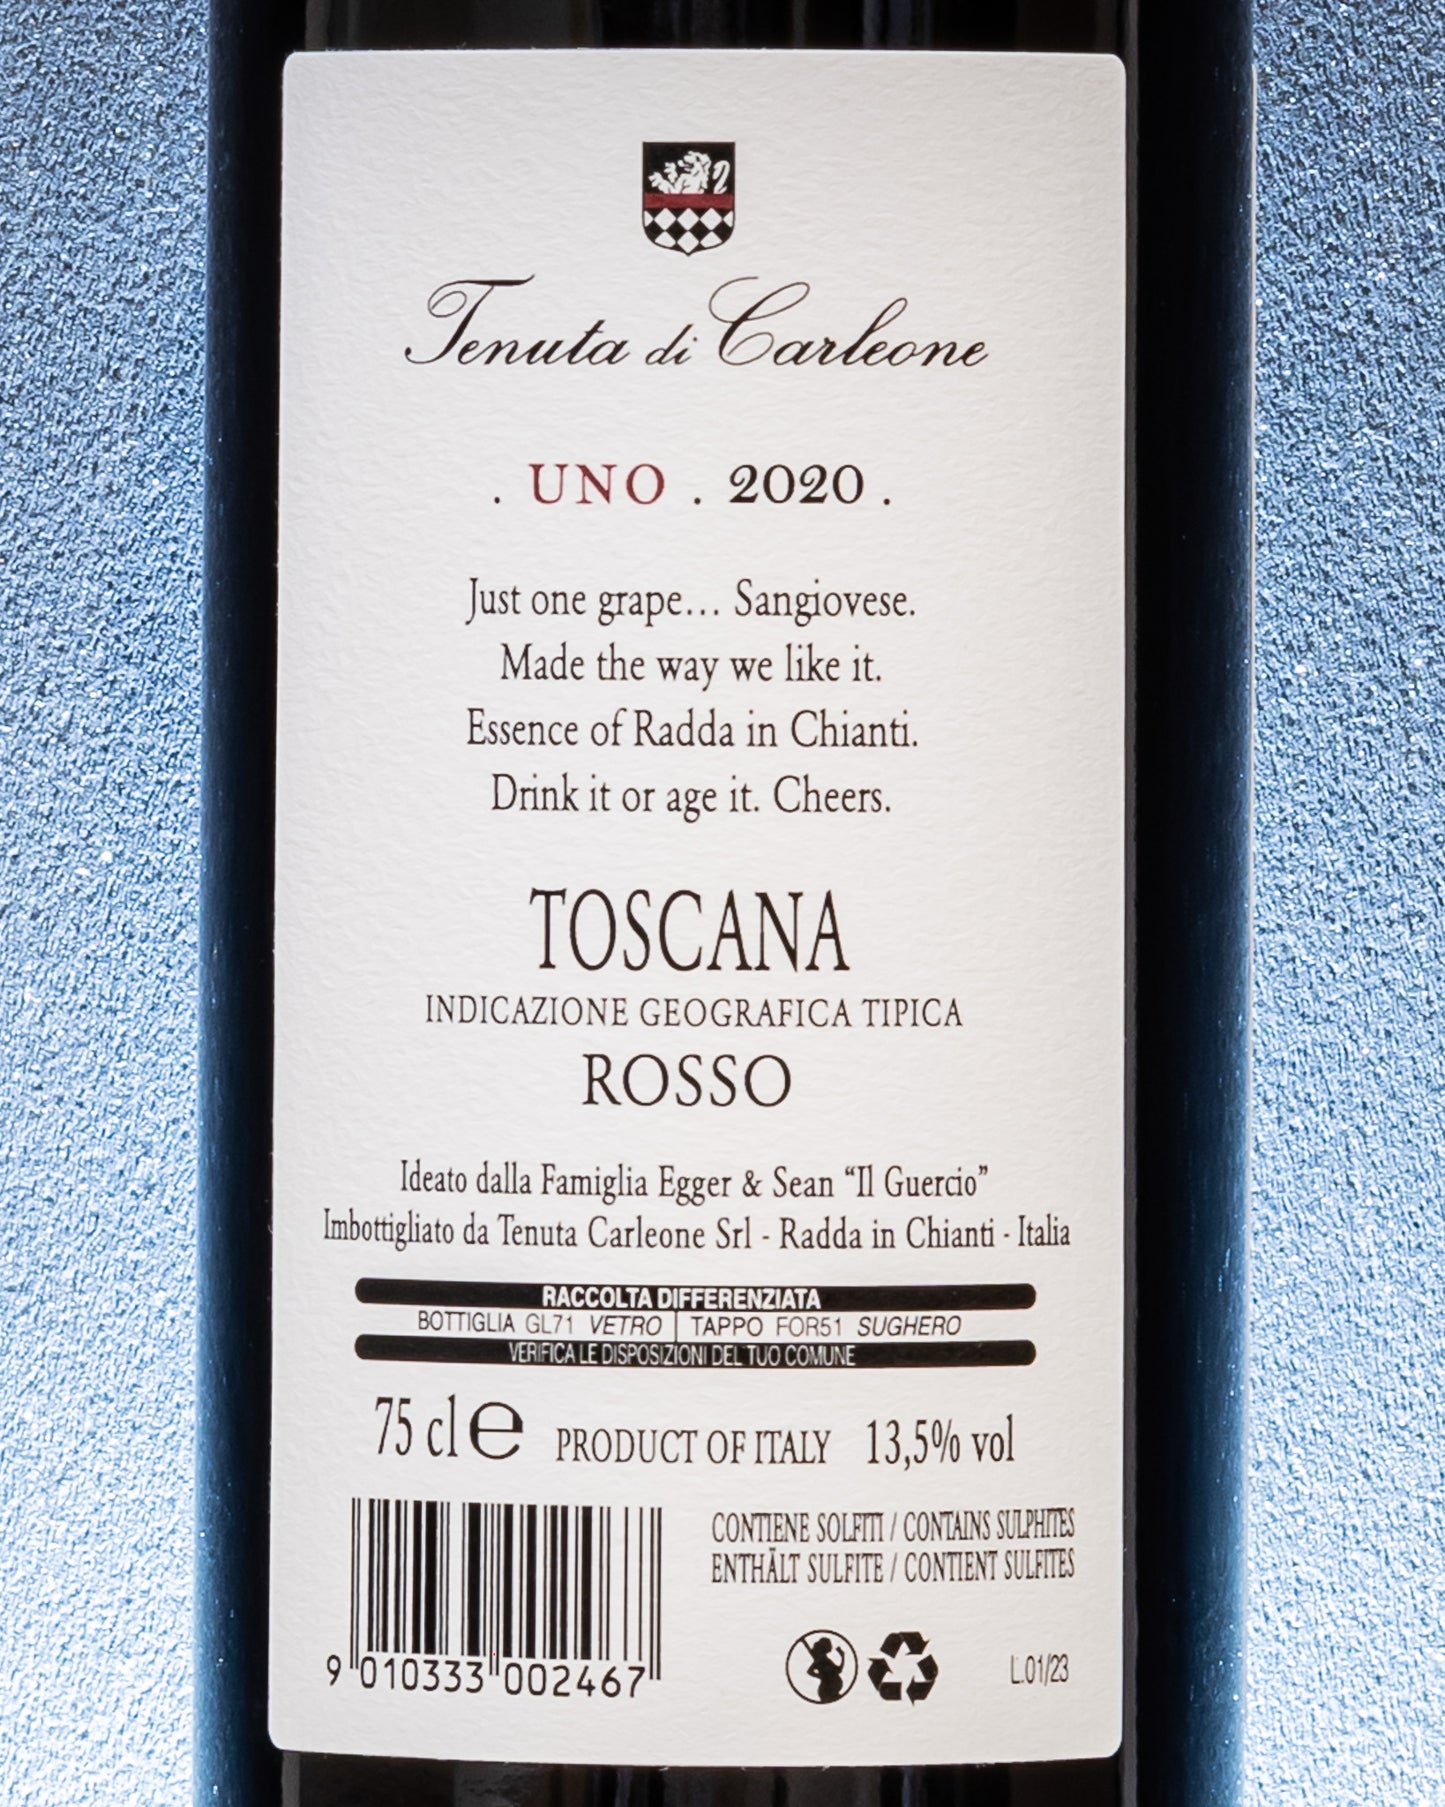 Tenuta di Carleone
. UNO . 2020 .
Just one grape... Sangiovese.
Made the way we like it.
Essence of Radda in Chianti.
Drink it or age it. Cheers.
TOSCANA
INDICAZIONE GEOGRAFICA TIPICA
ROSSO
Ideato dalla Famiglia Egger & Sean “Il Guercio”
Imbottigliato da Tenuta Carleone Srl - Radda in Chianti - Italia
RACCOLTA DIFFERENZIATA
BOTTIGLIA GL71 VETRO | TAPPO FOR51 SUGHERO
VERIFICA LE DISPOSIZIONI DEL TUO COMUNE
75 cl e PRODUCT OF ITALY 13,5% vol
CONTIENE SOLFITI / CONTAINS SULPHITES
ENTHÄLT SULFITE / CONTIENT SULFITES
9 010333 002467
L.01/23